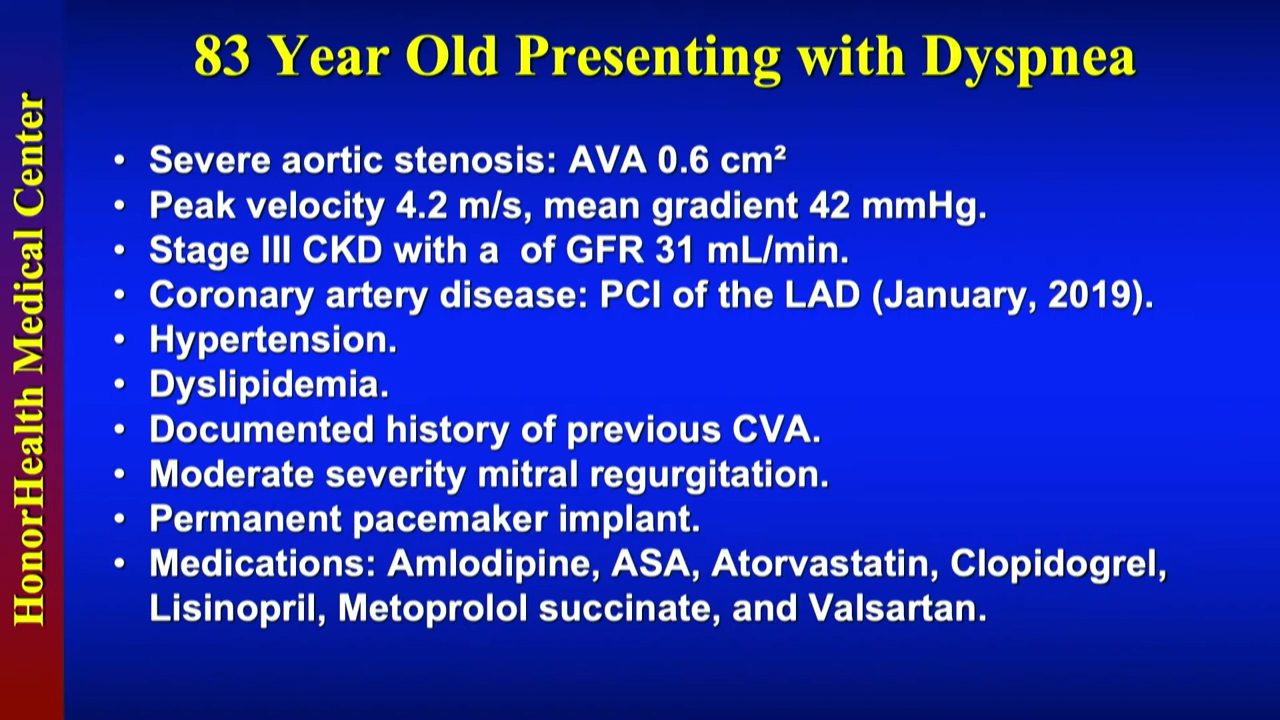 83 Year Old Presenting with Dyspnea
HonorHealth Medical Center
• Severe aortic stenosis: AVA 0.6 cm²
• Peak velocity 4.2 m/s, mean gradient 42 mmHg.
• Stage III CKD with a  of GFR 31 mL/min.
• Coronary artery disease: PCI of the LAD (January, 2019).
• Hypertension.
• Dyslipidemia.
• Documented history of previous CVA.
• Moderate severity mitral regurgitation.
• Permanent pacemaker implant.
• Medications: Amlodipine, ASA, Atorvastatin, Clopidogrel,
Lisinopril, Metoprolol succinate, and Valsartan.